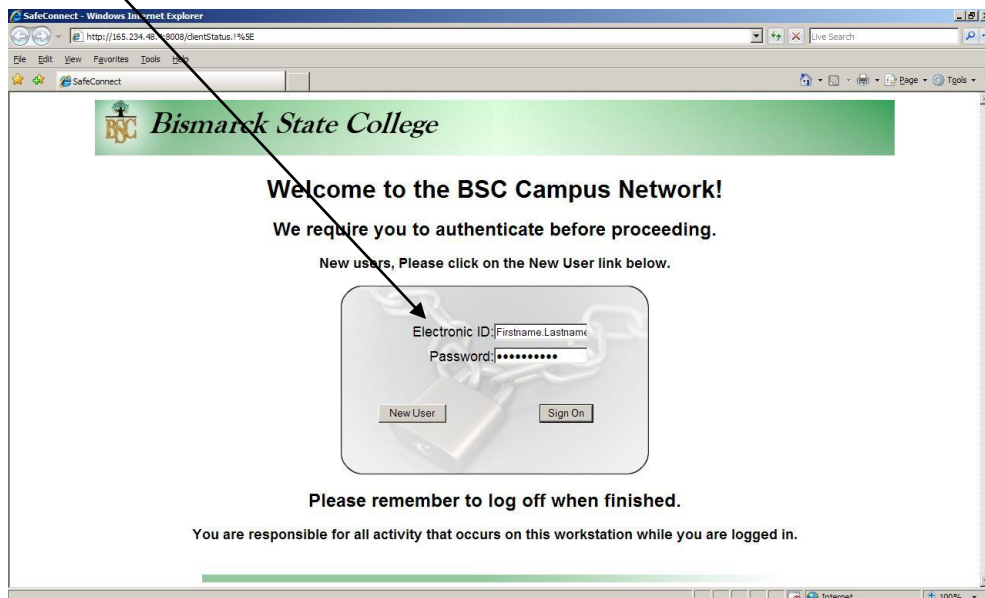 SafeConnect - Windows Internet Explorer
Live Search
File Edit View Favorites Tools Help
SafeConnect
Page Tools
BSC Bismarck State College
Welcome to the BSC Campus Network!
We require you to authenticate before proceeding.
New users, Please click on the New User link below.
Electronic ID: Firstname.Lastname
Password: ••••••••••
New User Sign On
Please remember to log off when finished.
You are responsible for all activity that occurs on this workstation while you are logged in.
Internet 100%